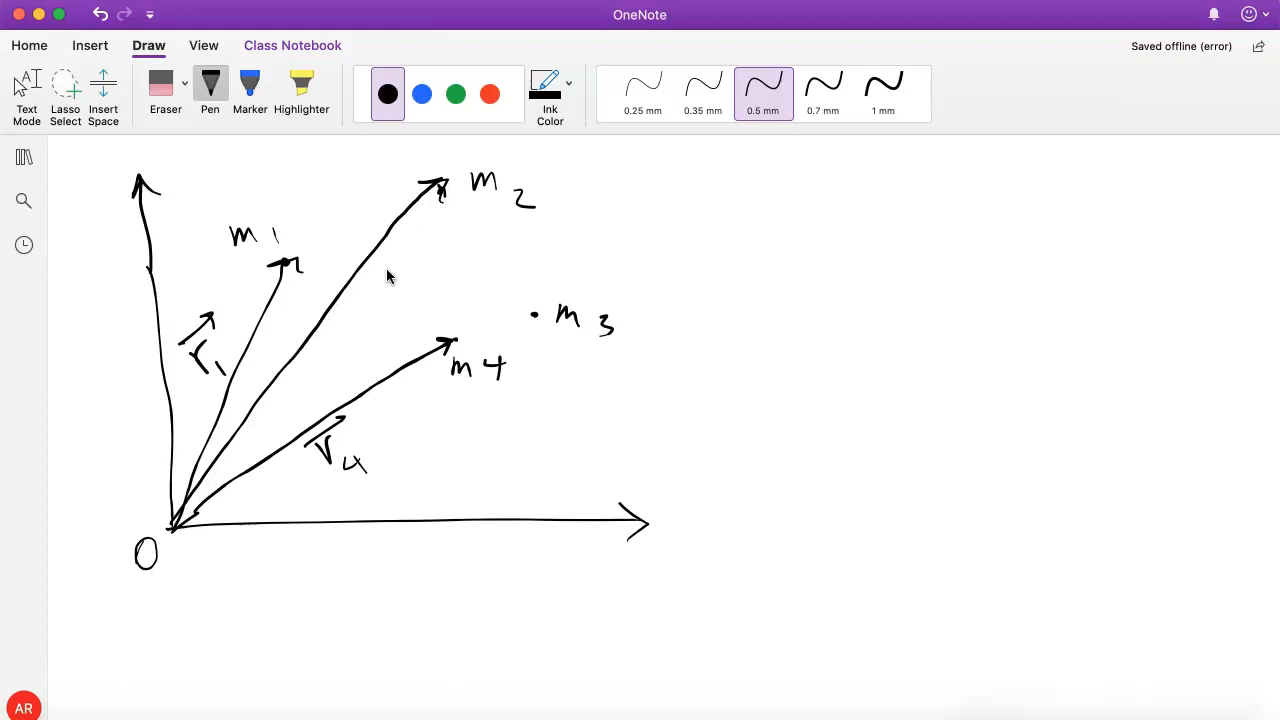 OneNote
Home Insert Draw View Class Notebook
Saved offline (error)
Text Mode
Lasso Select
Insert Space
Eraser
Pen
Marker
Highlighter
Ink Color
0.25 mm
0.35 mm
0.5 mm
0.7 mm
1 mm
m 2
m 1
m 3
r 1
m 4
r 4
O
AR